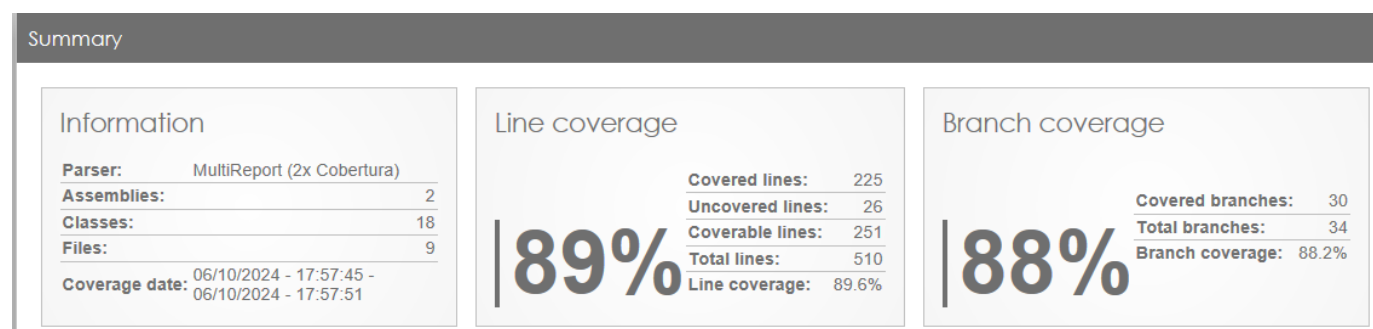 Summary
Information
Parser: MultiReport (2x Cobertura)
Assemblies: 2
Classes: 18
Files: 9
Coverage date: 06/10/2024 - 17:57:45 -
06/10/2024 - 17:57:51
Line coverage
89%
Covered lines: 225
Uncovered lines: 26
Coverable lines: 251
Total lines: 510
Line coverage: 89.6%
Branch coverage
88%
Covered branches: 30
Total branches: 34
Branch coverage: 88.2%